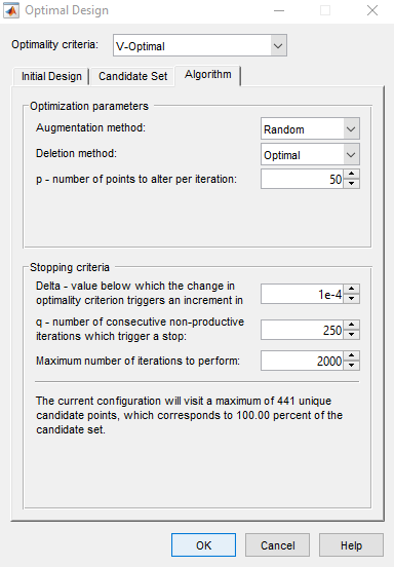 Optimal Design
Optimality criteria: V-Optimal
Initial Design Candidate Set Algorithm
Optimization parameters
Augmentation method: Random
Deletion method: Optimal
p - number of points to alter per iteration: 50
Stopping criteria
Delta - value below which the change in
optimality criterion triggers an increment in 1e-4
q - number of consecutive non-productive
iterations which trigger a stop: 250
Maximum number of iterations to perform: 2000
The current configuration will visit a maximum of 441 unique
candidate points, which corresponds to 100.00 percent of the
candidate set.
OK Cancel Help